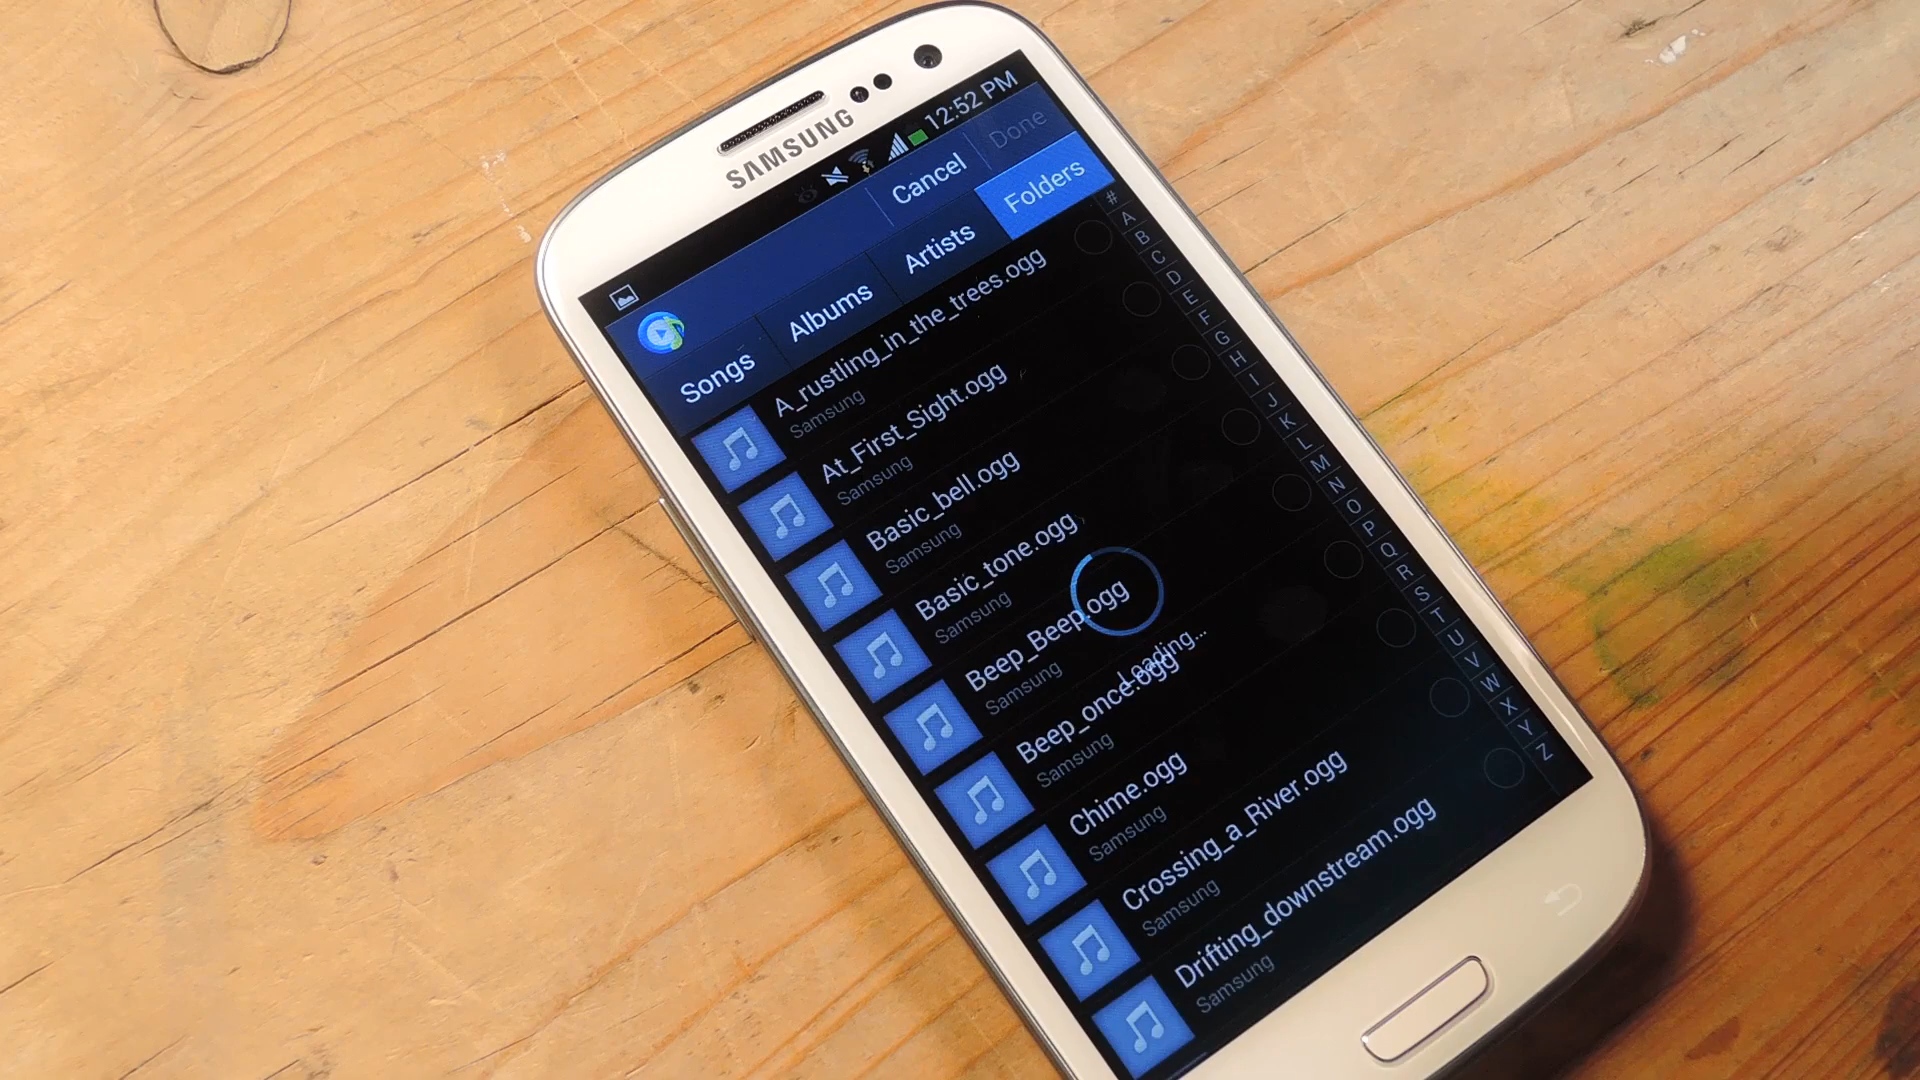 SAMSUNG
12:52 PM
Cancel
Done
Songs
Albums
Artists
Folders
A_rustling_in_the_trees.ogg
Samsung
At_First_Sight.ogg
Samsung
Basic_bell.ogg
Samsung
Basic_tone.ogg
Samsung
Beep_Beep.ogg
Samsung
Loading...
Beep_once.ogg
Samsung
Chime.ogg
Samsung
Crossing_a_River.ogg
Samsung
Drifting_downstream.ogg
Samsung
#
A
B
C
D
E
F
G
H
I
J
K
L
M
N
O
P
Q
R
S
T
U
V
W
X
Y
Z